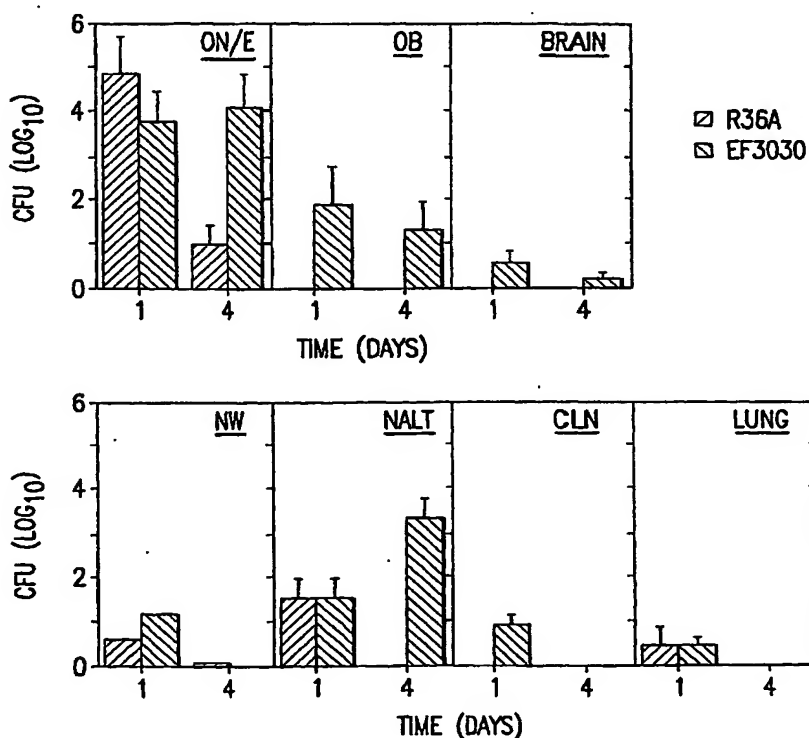 ON/E OB BRAIN
CFU (LOG10)
6
4
2
0
1 4 1 4 1 4
TIME (DAYS)
R36A
EF3030
NW NALT CLN LUNG
CFU (LOG10)
6
4
2
0
1 4 1 4 1 4 1 4
TIME (DAYS)